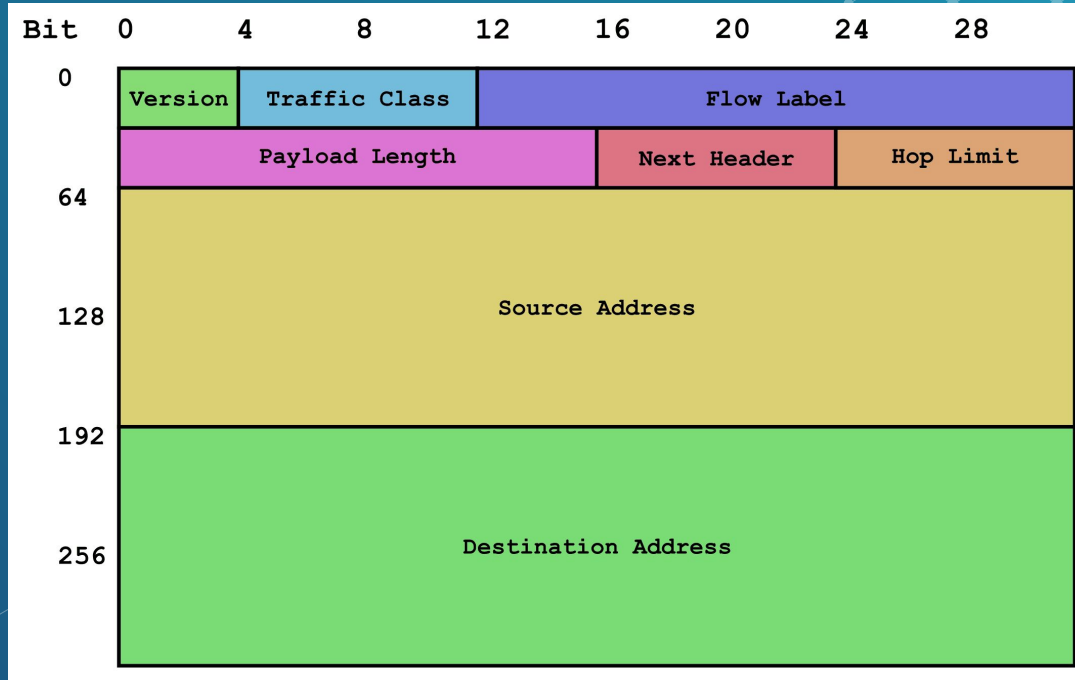 Bit 0 4 8 12 16 20 24 28
0 Version Traffic Class Flow Label
Payload Length Next Header Hop Limit
64
Source Address
128
192
Destination Address
256